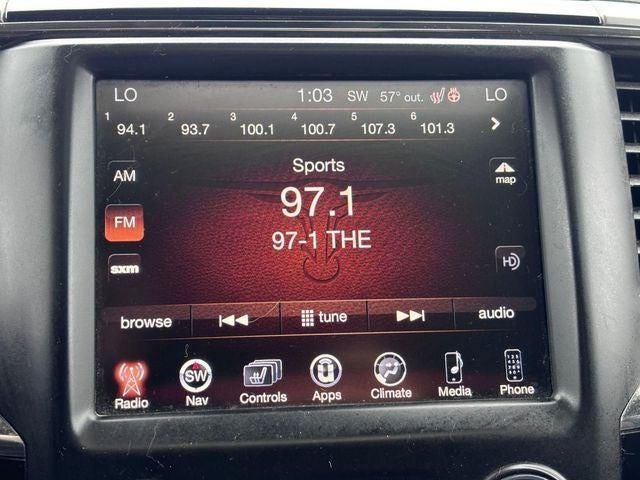 LO 1:03 SW 57° out. LO
1 94.1 2 93.7 3 100.1 4 100.7 5 107.3 6 101.3
Sports
AM map
97.1
FM
97-1 THE
sxm HD
browse tune audio
SW
Radio Nav Controls Apps Climate Media Phone